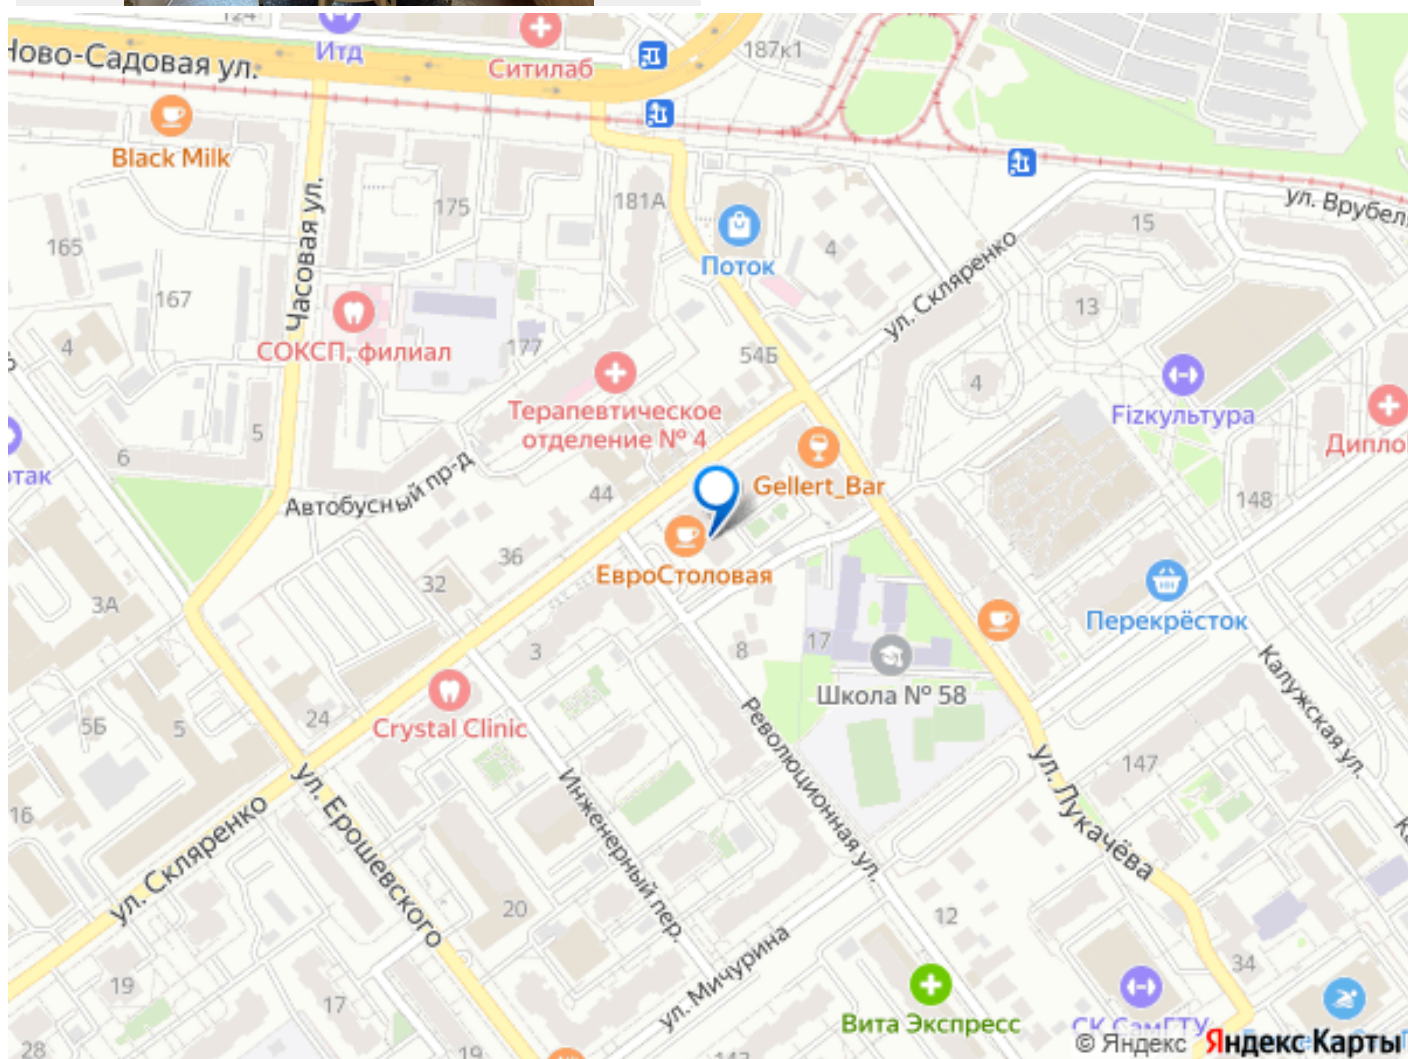 Итд
Ситилаб
187к1
Ново-Садовая ул.
Black Milk
Часовая ул.
175
181А
ул. Врубеля
15
165
Поток
4
ул. Скляренко
167
13
СОКСП, филиал
177
54Б
4
4
Fizкультура
Терапевтическое
отделение № 4
5
6
Gellert_Bar
Автобусный пр-д
44
148
36
ЕвроСтоловая
32
Перекрёсток
3А
3
8
17
Школа № 58
Калужская ул.
Crystal Clinic
24
5Б
5
Революционная ул.
147
ул. Лукачёва
16
ул. Скляренко
ул. Ерошевского
Инженерный пер.
20
12
ул. Мичурина
34
19
17
Вита Экспресс
СК СамГТУ
© Яндекс Яндекс Карты
28
19